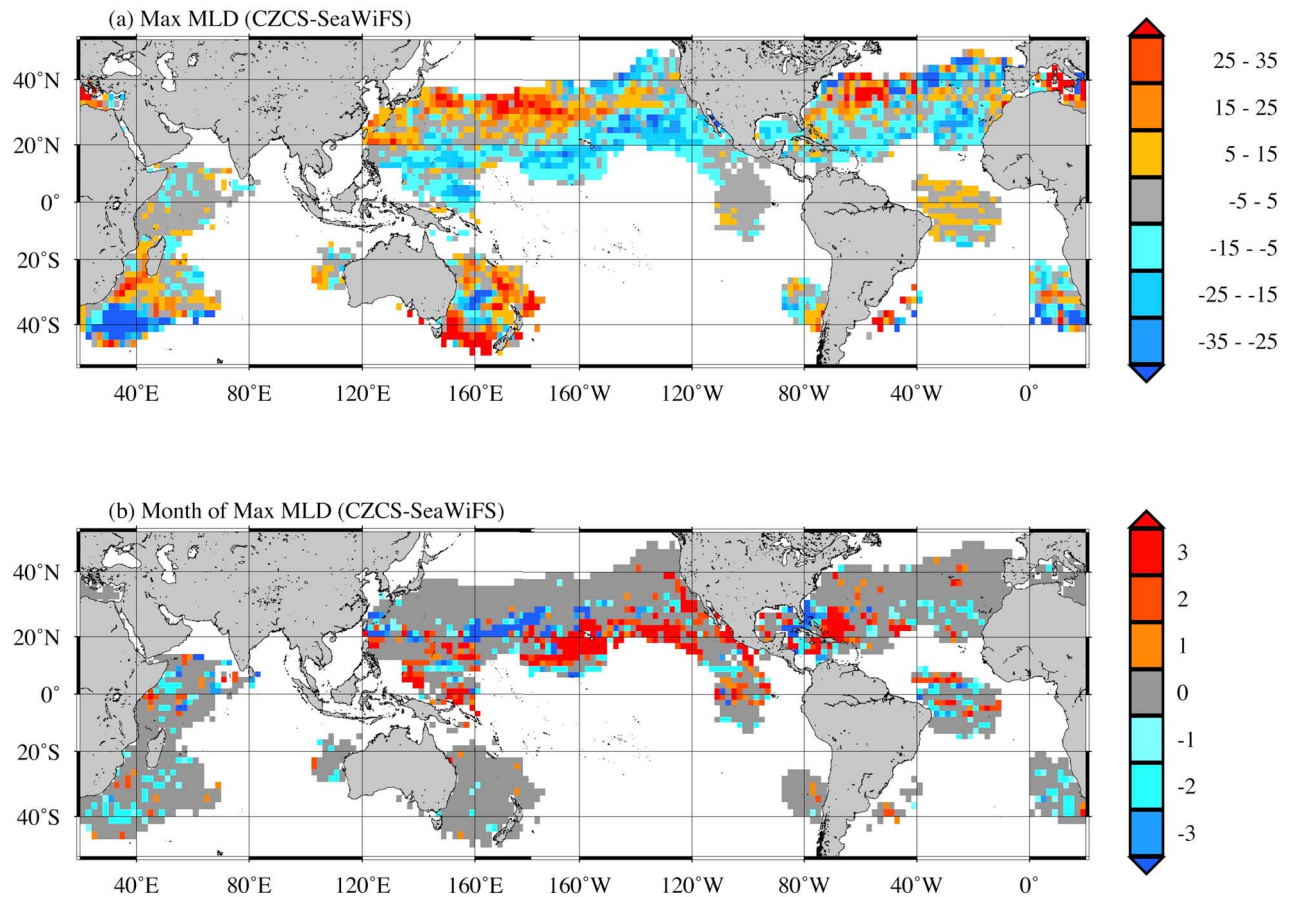 (a) Max MLD (CZCS-SeaWiFS)
40°N
20°N
0°
20°S
40°S
40°E 80°E 120°E 160°E 160°W 120°W 80°W 40°W 0°
25 - 35
15 - 25
5 - 15
-5 - 5
-15 - -5
-25 - -15
-35 - -25
(b) Month of Max MLD (CZCS-SeaWiFS)
40°N
20°N
0°
20°S
40°S
40°E 80°E 120°E 160°E 160°W 120°W 80°W 40°W 0°
3
2
1
0
-1
-2
-3